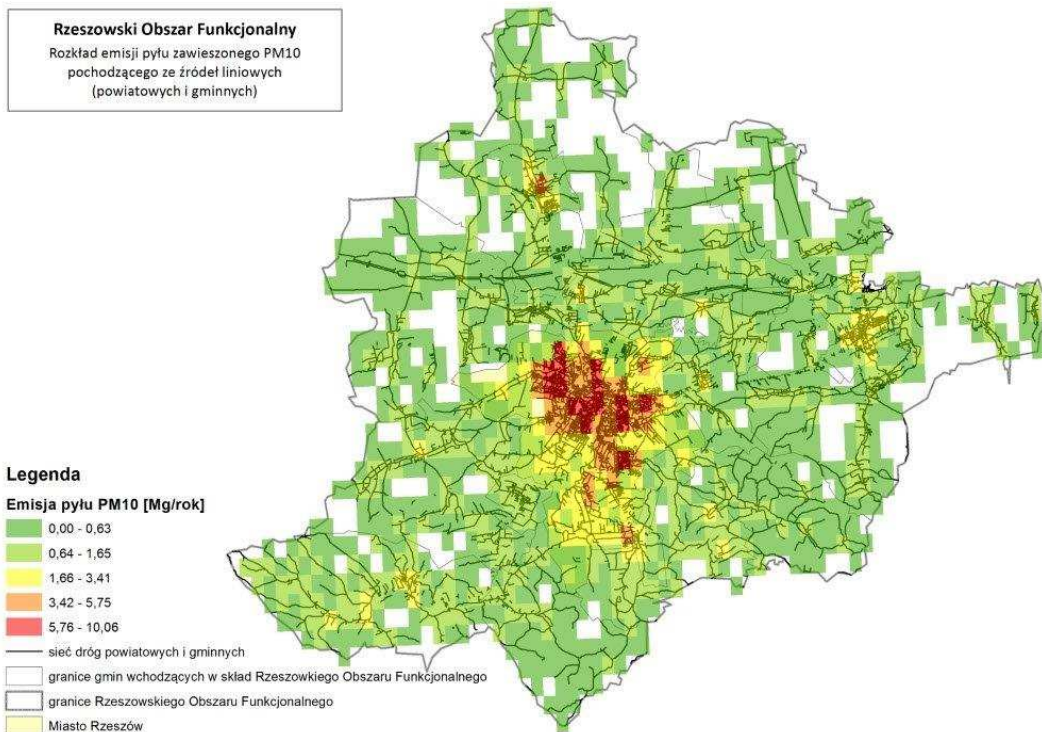 Rzeszowski Obszar Funkcjonalny
Rozkład emisji pyłu zawieszonego PM10
pochodzącego ze źródeł liniowych
(powiatowych i gminnych)
Legenda
Emisja pyłu PM10 [Mg/rok]
0,00 - 0,63
0,64 - 1,65
1,66 - 3,41
3,42 - 5,75
5,76 - 10,06
sieć dróg powiatowych i gminnych
granice gmin wchodzących w skład Rzeszowkiego Obszaru Funkcjonalnego
granice Rzeszowskiego Obszaru Funkcjonalnego
Miasto Rzeszów